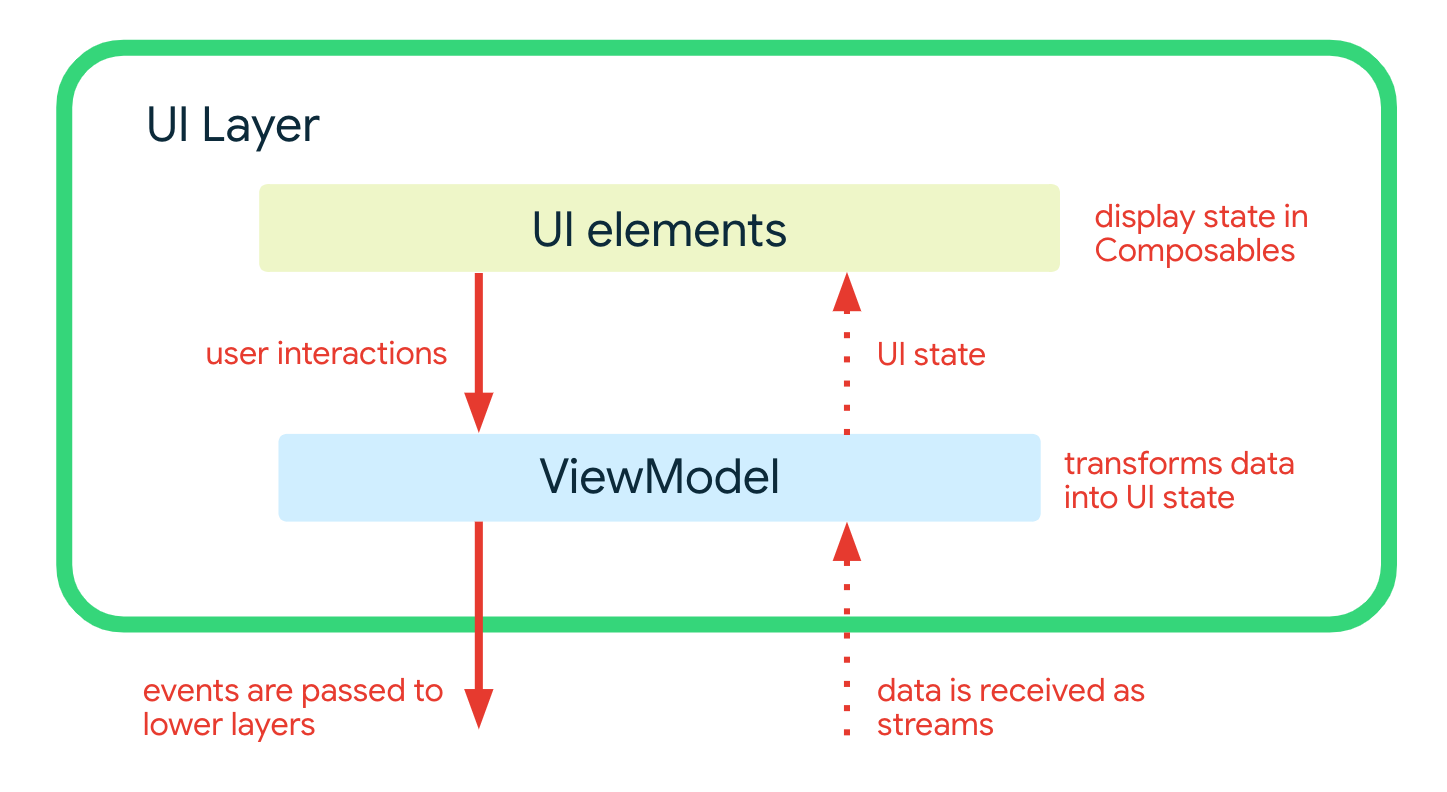 UI Layer
UI elements
display state in
Composables
user interactions
UI state
ViewModel
transforms data
into UI state
events are passed to
lower layers
data is received as
streams